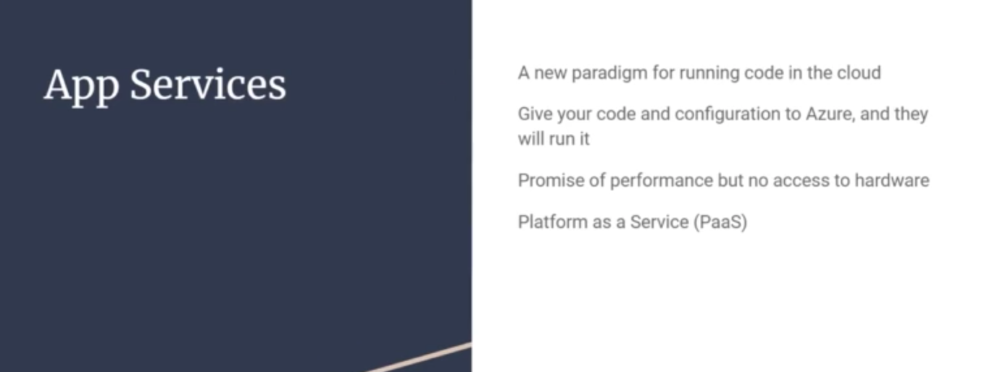 App Services
A new paradigm for running code in the cloud
Give your code and configuration to Azure, and they
will run it
Promise of performance but no access to hardware
Platform as a Service (PaaS)